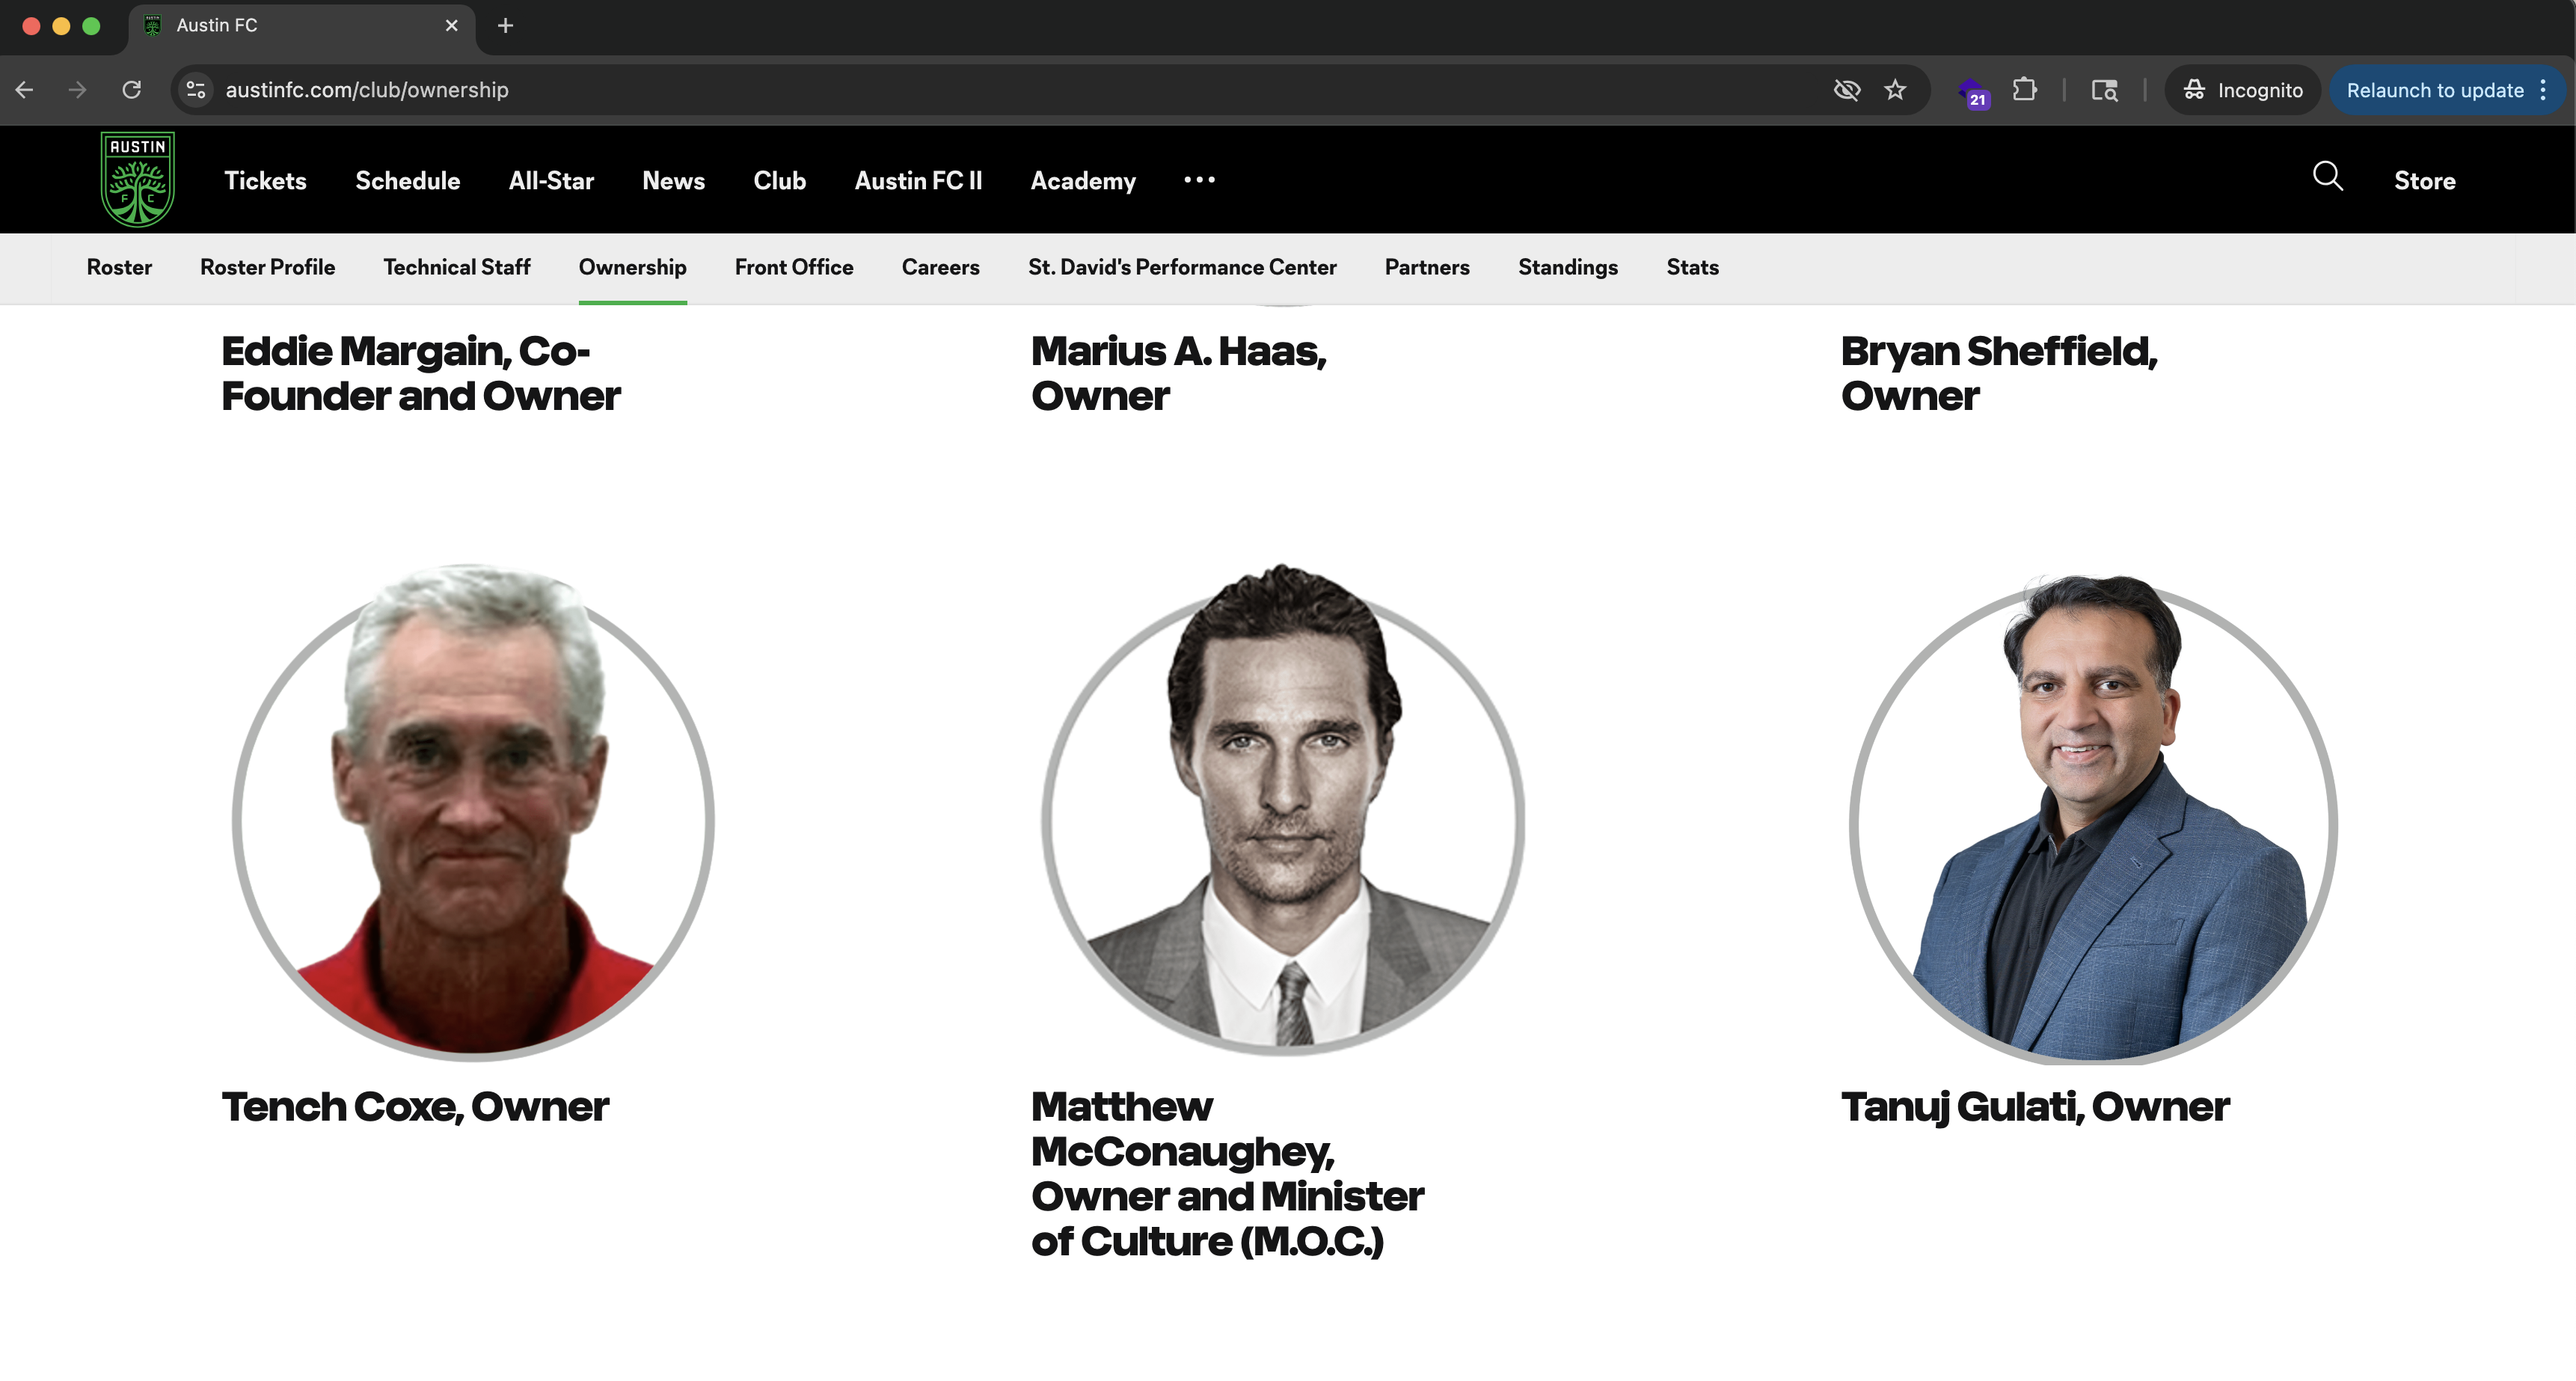 Austin FC
austinfc.com/club/ownership
21
Incognito
Relaunch to update
AUSTIN
F C
Tickets
Schedule
All-Star
News
Club
Austin FC II
Academy
Store
Roster
Roster Profile
Technical Staff
Ownership
Front Office
Careers
St. David's Performance Center
Partners
Standings
Stats
Eddie Margain, Co-
Founder and Owner
Marius A. Haas,
Owner
Bryan Sheffield,
Owner
Tench Coxe, Owner
Matthew
McConaughey,
Owner and Minister
of Culture (M.O.C.)
Tanuj Gulati, Owner